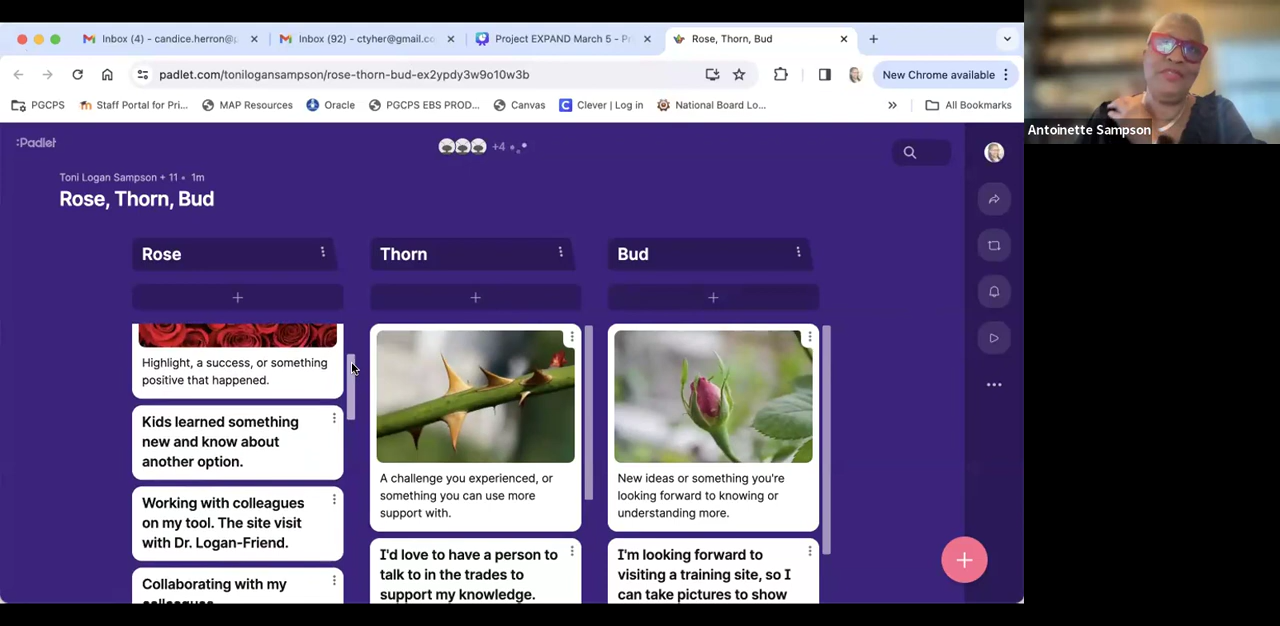 Inbox (4) - candice.herron@
Inbox (92) - ctyher@gmail.co
Project EXPAND March 5 - Pr
Rose, Thorn, Bud
padlet.com/tonilogansampson/rose-thorn-bud-ex2ypdy3w9o10w3b
New Chrome available
PGCPS
Staff Portal for Pri...
MAP Resources
Oracle
PGCPS EBS PROD...
Canvas
Clever | Log in
National Board Lo...
All Bookmarks
Antoinette Sampson
:Padlet
+4
Toni Logan Sampson + 11 • 1m
Rose, Thorn, Bud
Rose
Highlight, a success, or something
positive that happened.
Kids learned something
new and know about
another option.
Working with colleagues
on my tool. The site visit
with Dr. Logan-Friend.
Collaborating with my
colleagues
Thorn
A challenge you experienced, or
something you can use more
support with.
I'd love to have a person to
talk to in the trades to
support my knowledge.
Bud
New ideas or something you're
looking forward to knowing or
understanding more.
I'm looking forward to
visiting a training site, so I
can take pictures to show